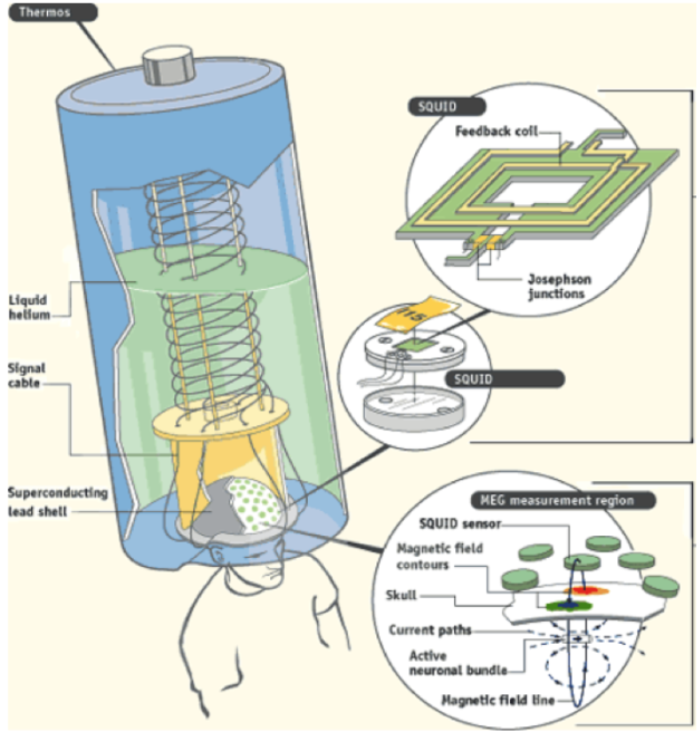 Thermos
SQUID
Feedback coil
Josephson
junctions
Liquid
helium
115
Signal
cable
SQUID
Superconducting
lead shell
MEG measurement region
SQUID sensor
Magnetic field
contours
Skull
Current paths
Active
neuronal bundle
Magnetic field line